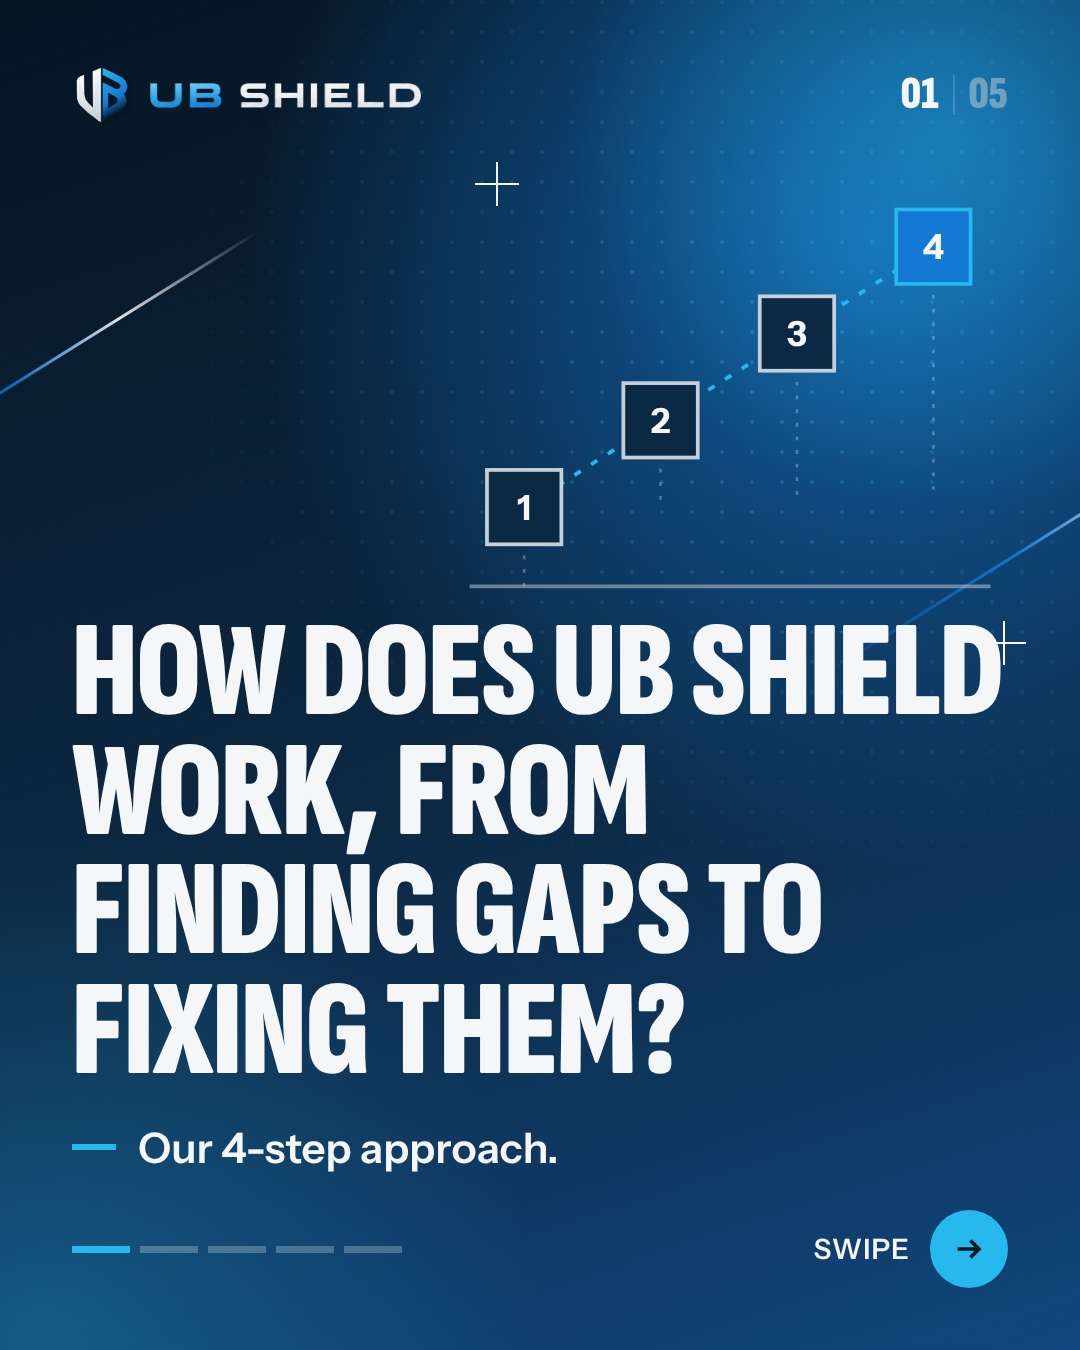 UB SHIELD
01 | 05
4
3
2
1
HOW DOES UB SHIELD
WORK, FROM
FINDING GAPS TO
FIXING THEM?
Our 4-step approach.
SWIPE